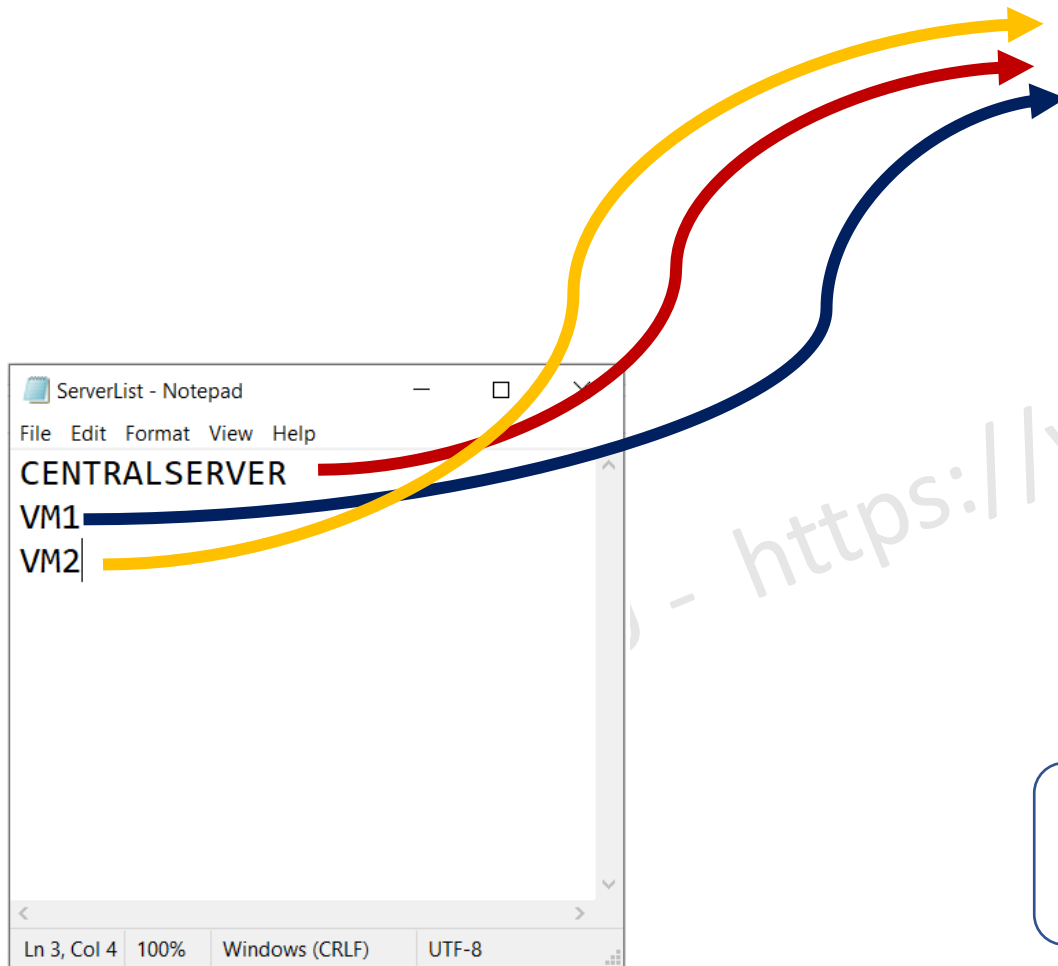 ServerList - Notepad
File Edit Format View Help
CENTRALSERVER
VM1
VM2
- https://
Ln 3, Col 4 100% Windows (CRLF) UTF-8